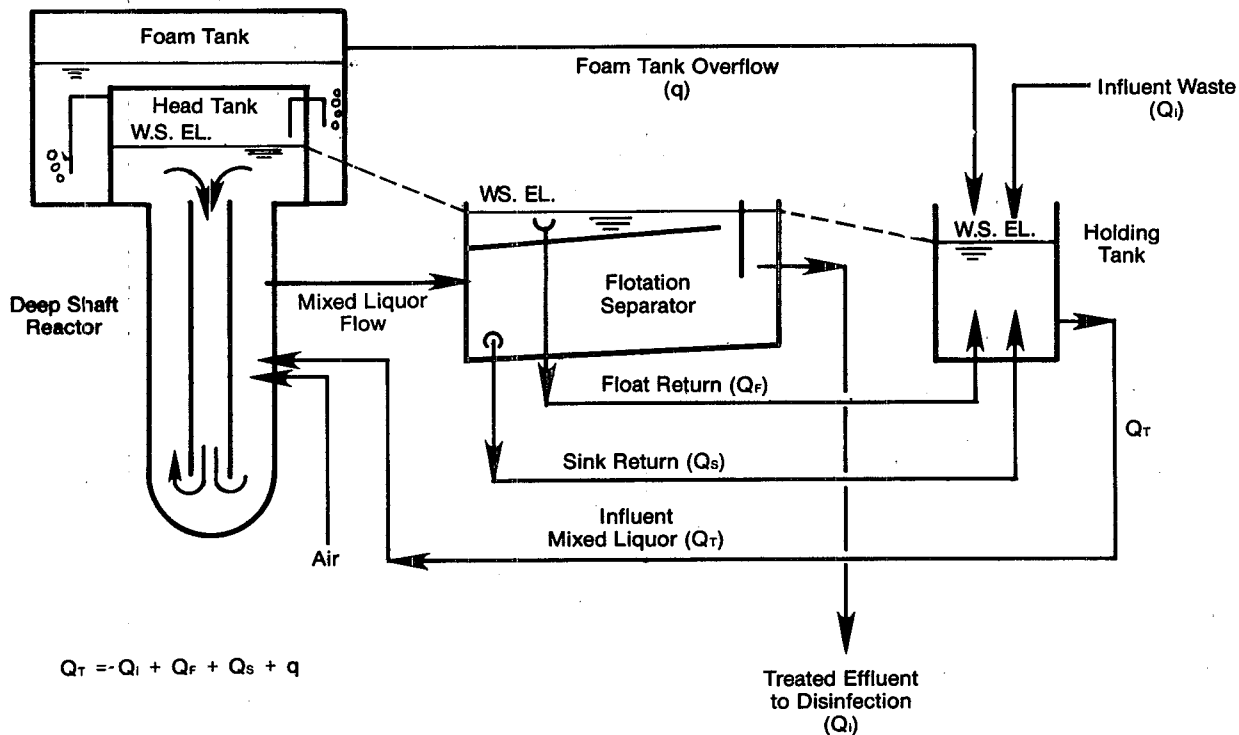 Foam Tank
Head Tank
W.S. EL.
Foam Tank Overflow
(q)
Influent Waste
(Qi)
WS. EL.
W.S. EL.
Holding
Tank
Flotation
Separator
Mixed Liquor
Flow
Deep Shaft
Reactor
Float Return (QF)
QT
Sink Return (QS)
Influent
Mixed Liquor (QT)
Air
QT =-Qi + QF + QS + q
Treated Effluent
to Disinfection
(Qi)